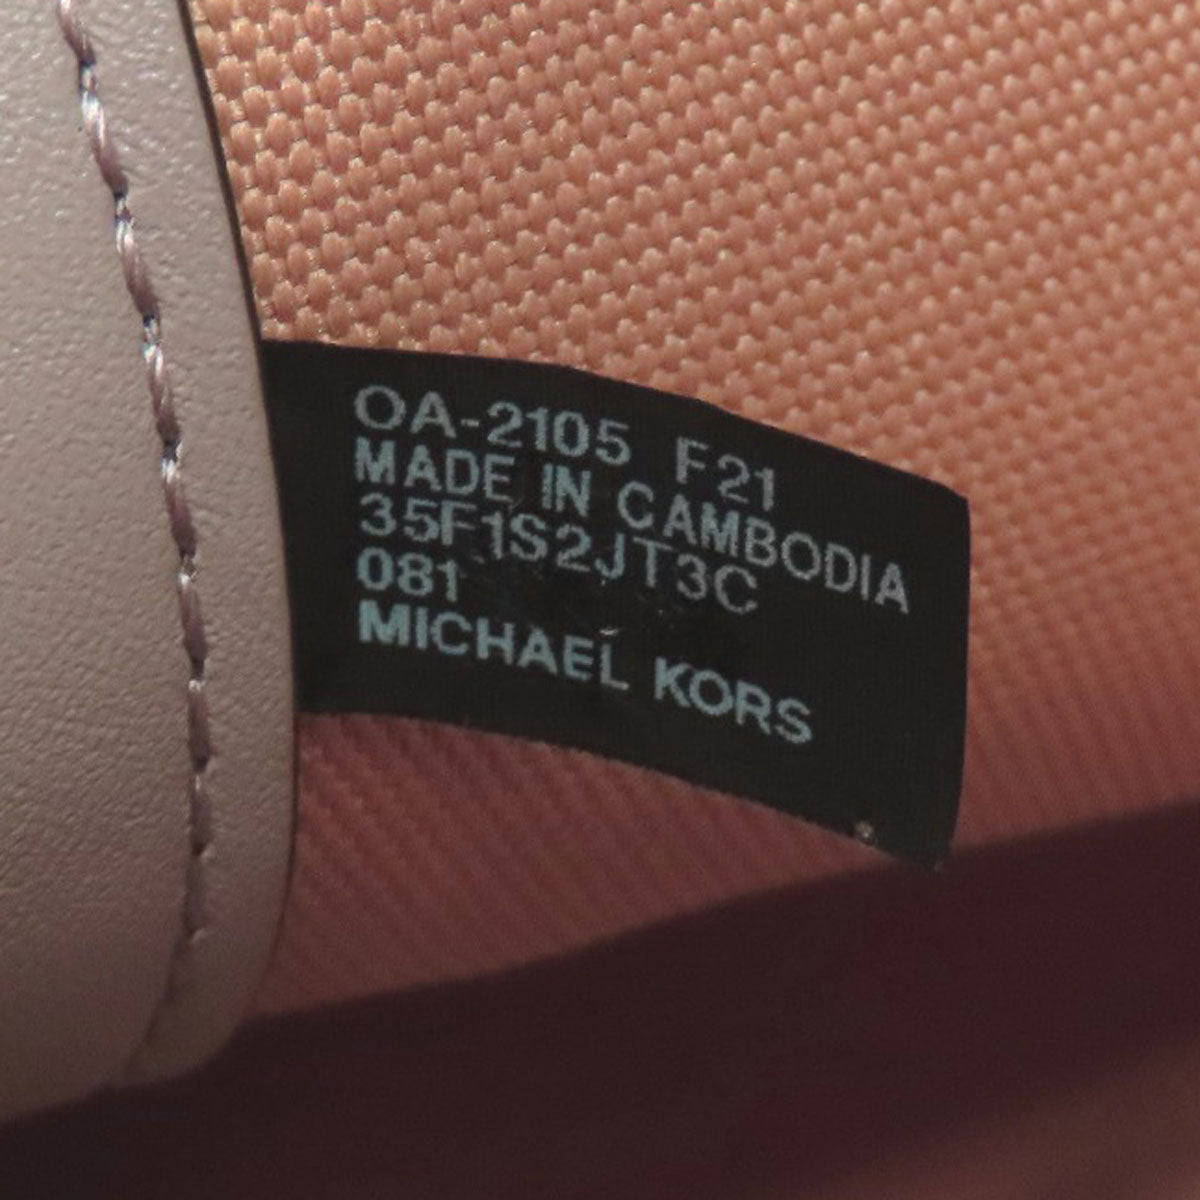 OA-2105 F21
MADE IN CAMBODIA
35F1S2JT3C
081
MICHAEL KORS